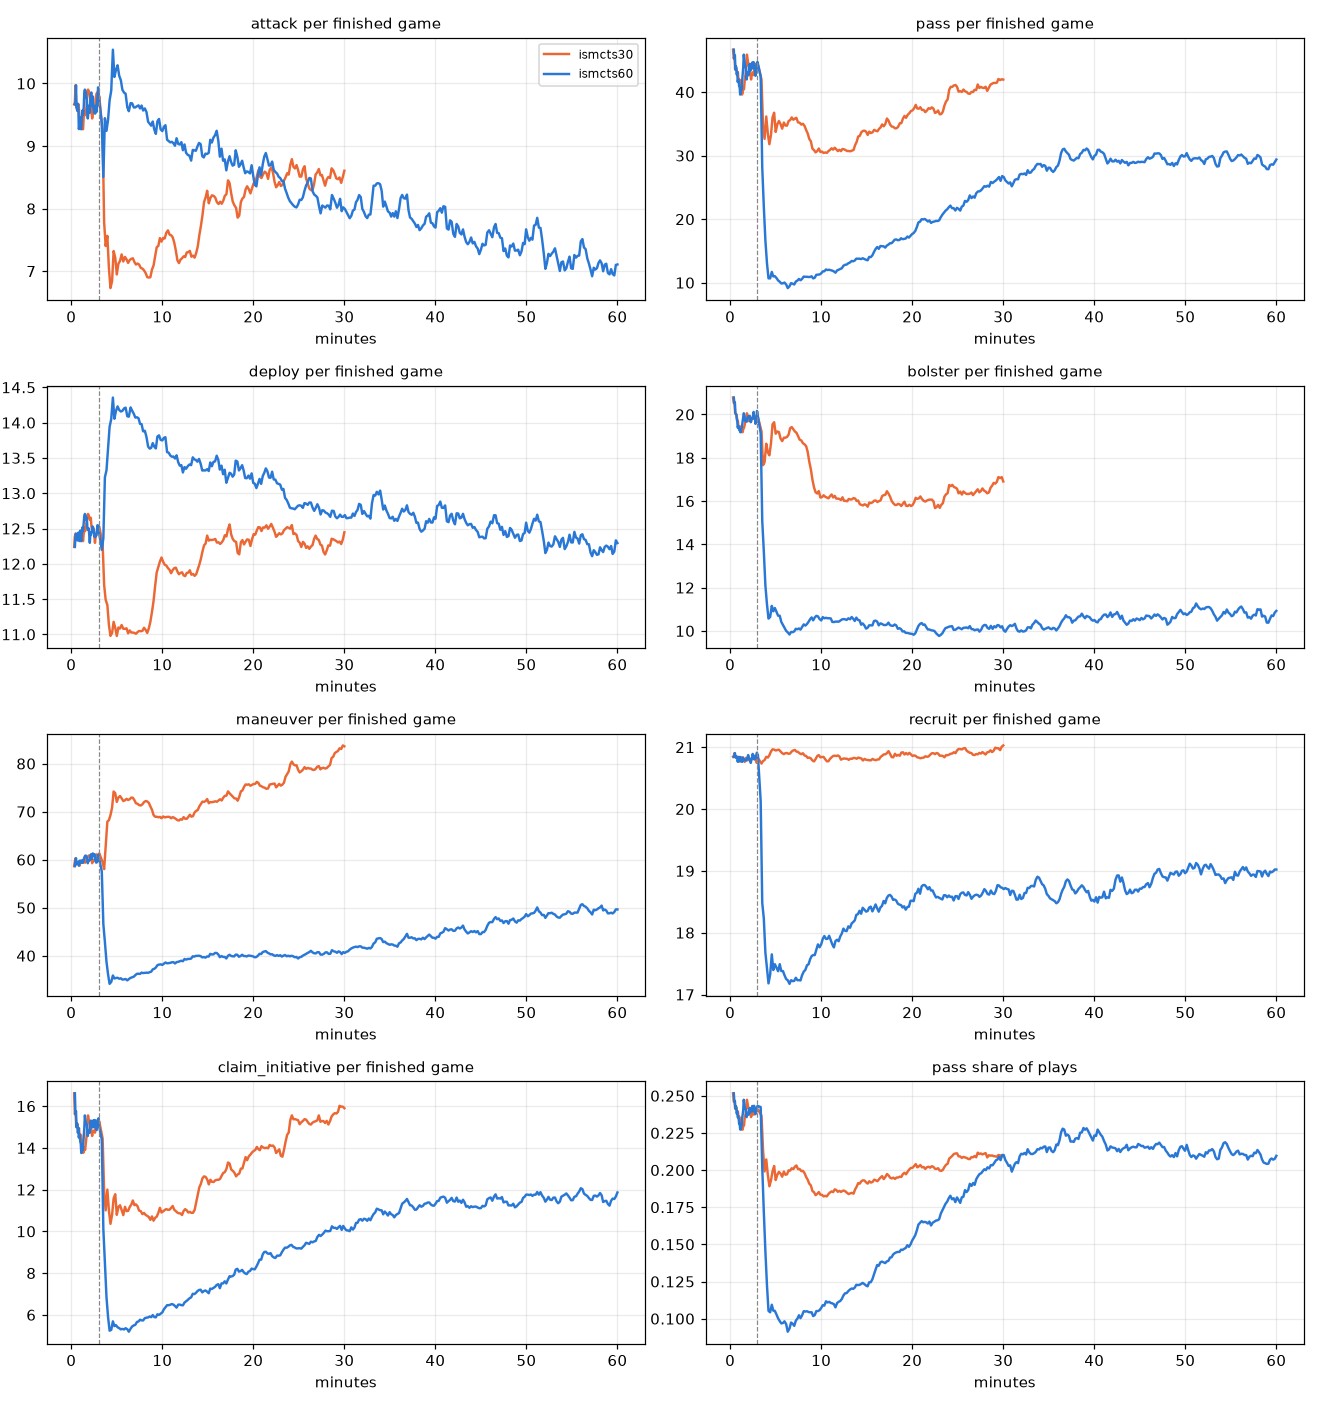 attack per finished game
10
9
8
7
0 10 20 30 40 50 60
minutes
ismcts30
ismcts60
pass per finished game
40
30
20
10
0 10 20 30 40 50 60
minutes
deploy per finished game
14.5
14.0
13.5
13.0
12.5
12.0
11.5
11.0
0 10 20 30 40 50 60
minutes
bolster per finished game
20
18
16
14
12
10
0 10 20 30 40 50 60
minutes
maneuver per finished game
80
70
60
50
40
0 10 20 30 40 50 60
minutes
recruit per finished game
21
20
19
18
17
0 10 20 30 40 50 60
minutes
claim_initiative per finished game
16
14
12
10
8
6
0 10 20 30 40 50 60
minutes
pass share of plays
0.250
0.225
0.200
0.175
0.150
0.125
0.100
0 10 20 30 40 50 60
minutes